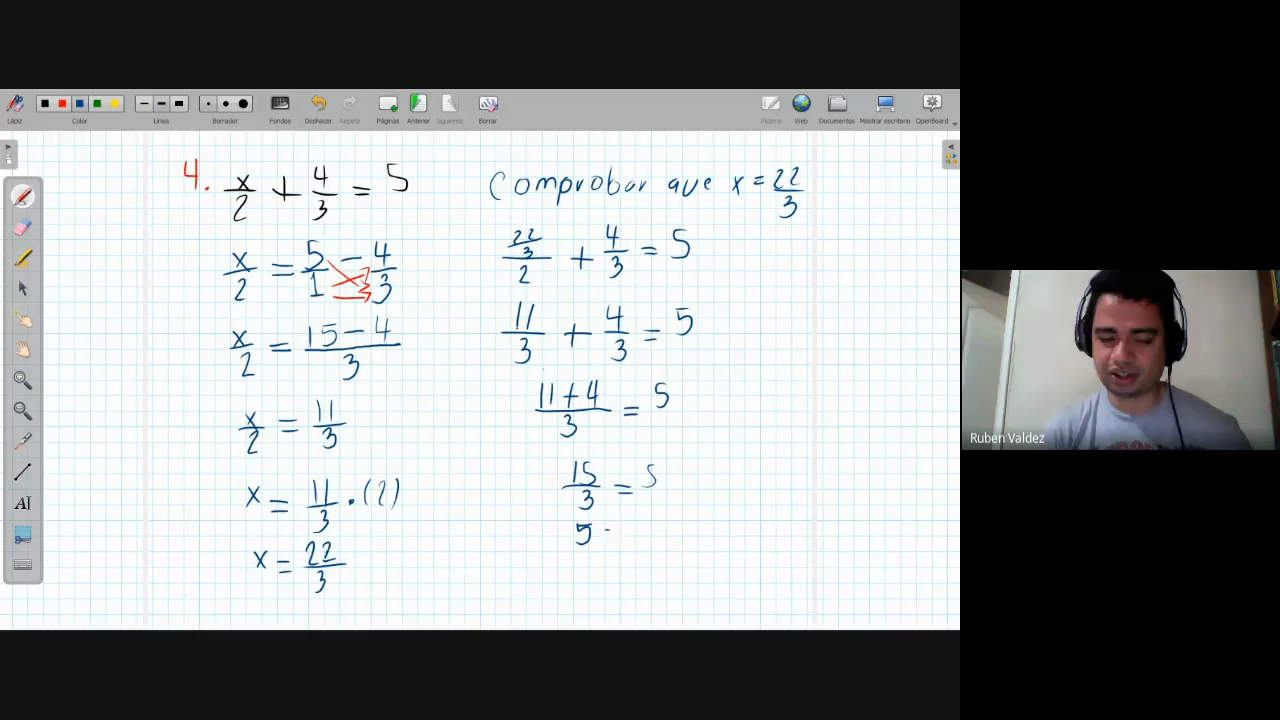 Lápiz Color Línea Borrador Fondos Deshacer Páginas Anterior Siguiente Borrar Web Documentos Mostrar escritorio OpenBoard
4. x/2 + 4/3 = 5
x/2 = 5/1 - 4/3
x/2 = 15-4/3
x/2 = 11/3
x = 11/3 · (2)
x = 22/3
Comprobar que x = 22/3
22/3/2 + 4/3 = 5
11/3 + 4/3 = 5
11+4/3 = 5
15/3 = 5
5 -
AI
Ruben Valdez